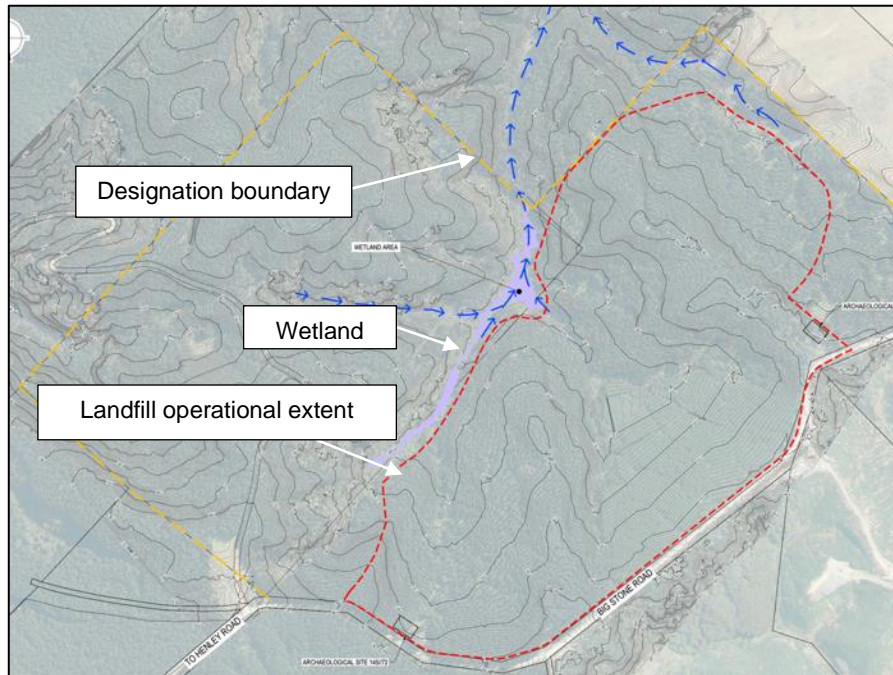 Designation boundary
WETLAND AREA
ARCHAEOLOGICAL
Wetland
Landfill operational extent
BIG STONE ROAD
TO HENLEY ROAD
ARCHAEOLOGICAL SITE 145/72